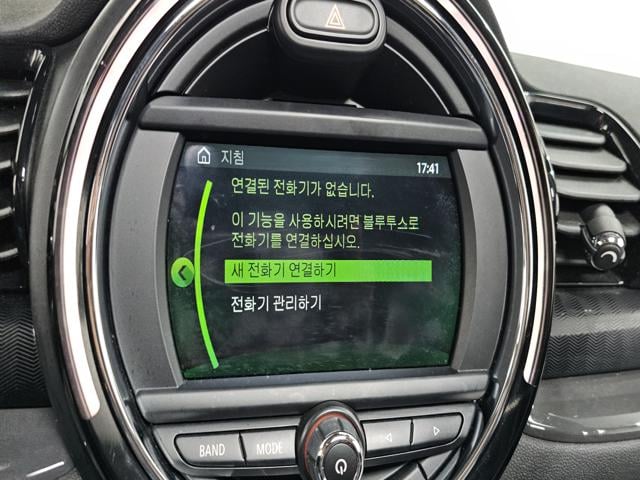 지침
17:41
연결된 전화기가 없습니다.
이 기능을 사용하시려면 블루투스로
전화기를 연결하십시오.
새 전화기 연결하기
전화기 관리하기
BAND
MODE